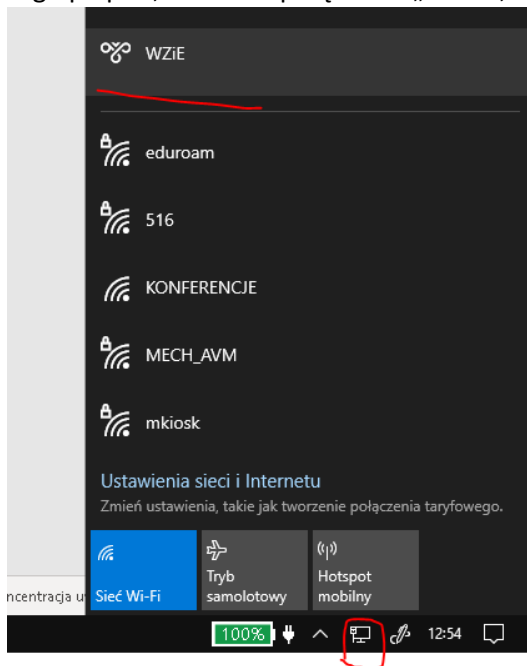 WZiE
eduroam
516
KONFERENCJE
MECH_AVM
mkiosk
Ustawienia sieci i Internetu
Zmień ustawienia, takie jak tworzenie połączenia taryfowego.
Sieć Wi-Fi
Tryb samolotowy
Hotspot mobilny
ncentracja u
100%
12:54